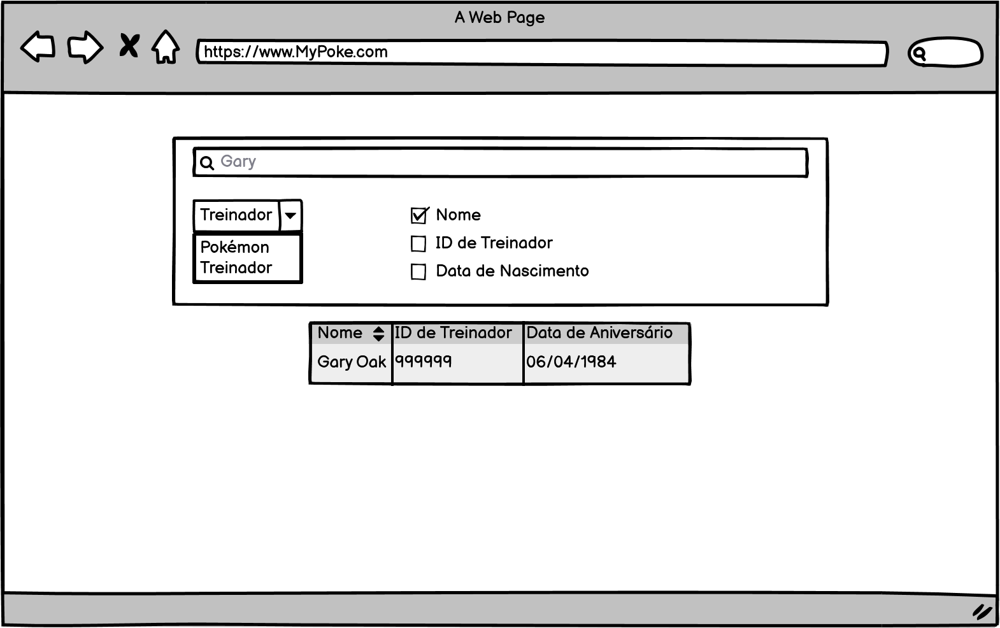 A Web Page
https://www.MyPoke.com
Gary
Treinador
Pokémon
Treinador
Nome
ID de Treinador
Data de Nascimento
Nome ID de Treinador Data de Aniversário
Gary Oak 999999 06/04/1984